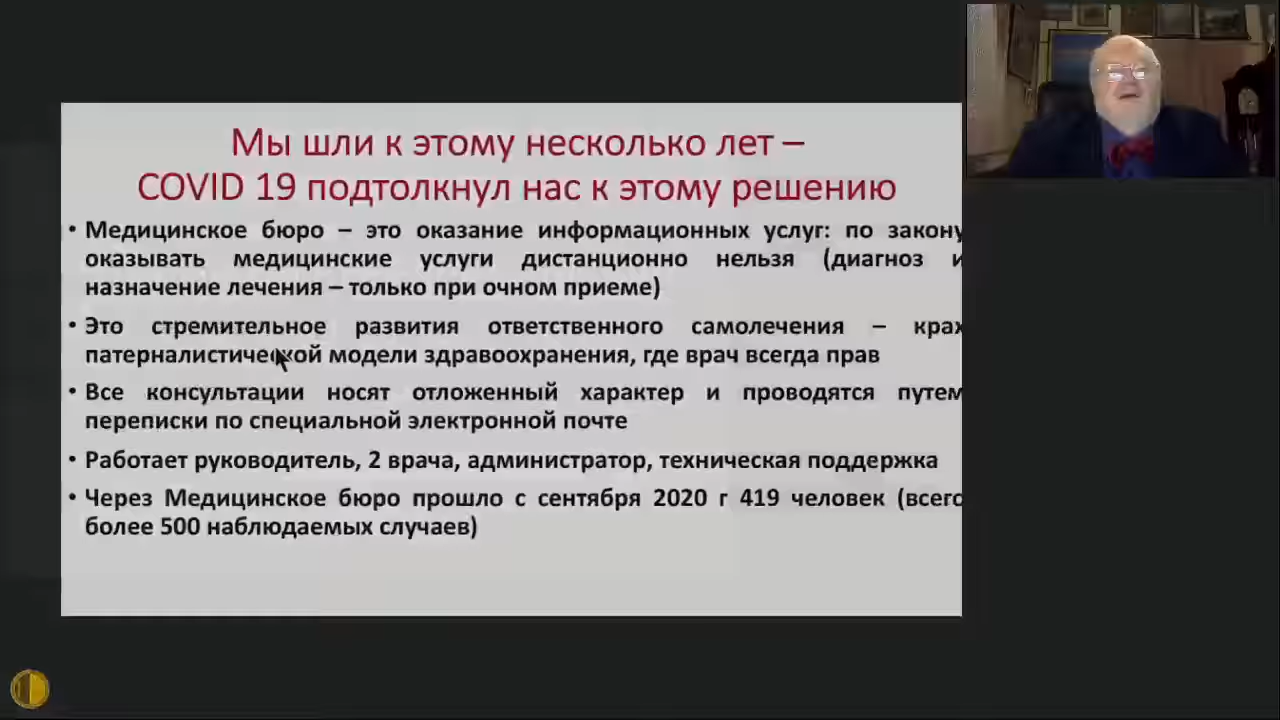 Мы шли к этому несколько лет –
COVID 19 подтолкнул нас к этому решению
• Медицинское бюро – это оказание информационных услуг: по закону
оказывать медицинские услуги дистанционно нельзя (диагноз и
назначение лечения – только при очном приеме)
• Это стремительное развития ответственного самолечения – крах
патерналистической модели здравоохранения, где врач всегда прав
• Все консультации носят отложенный характер и проводятся путем
переписки по специальной электронной почте
• Работает руководитель, 2 врача, администратор, техническая поддержка
• Через Медицинское бюро прошло с сентября 2020 г 419 человек (всего
более 500 наблюдаемых случаев)